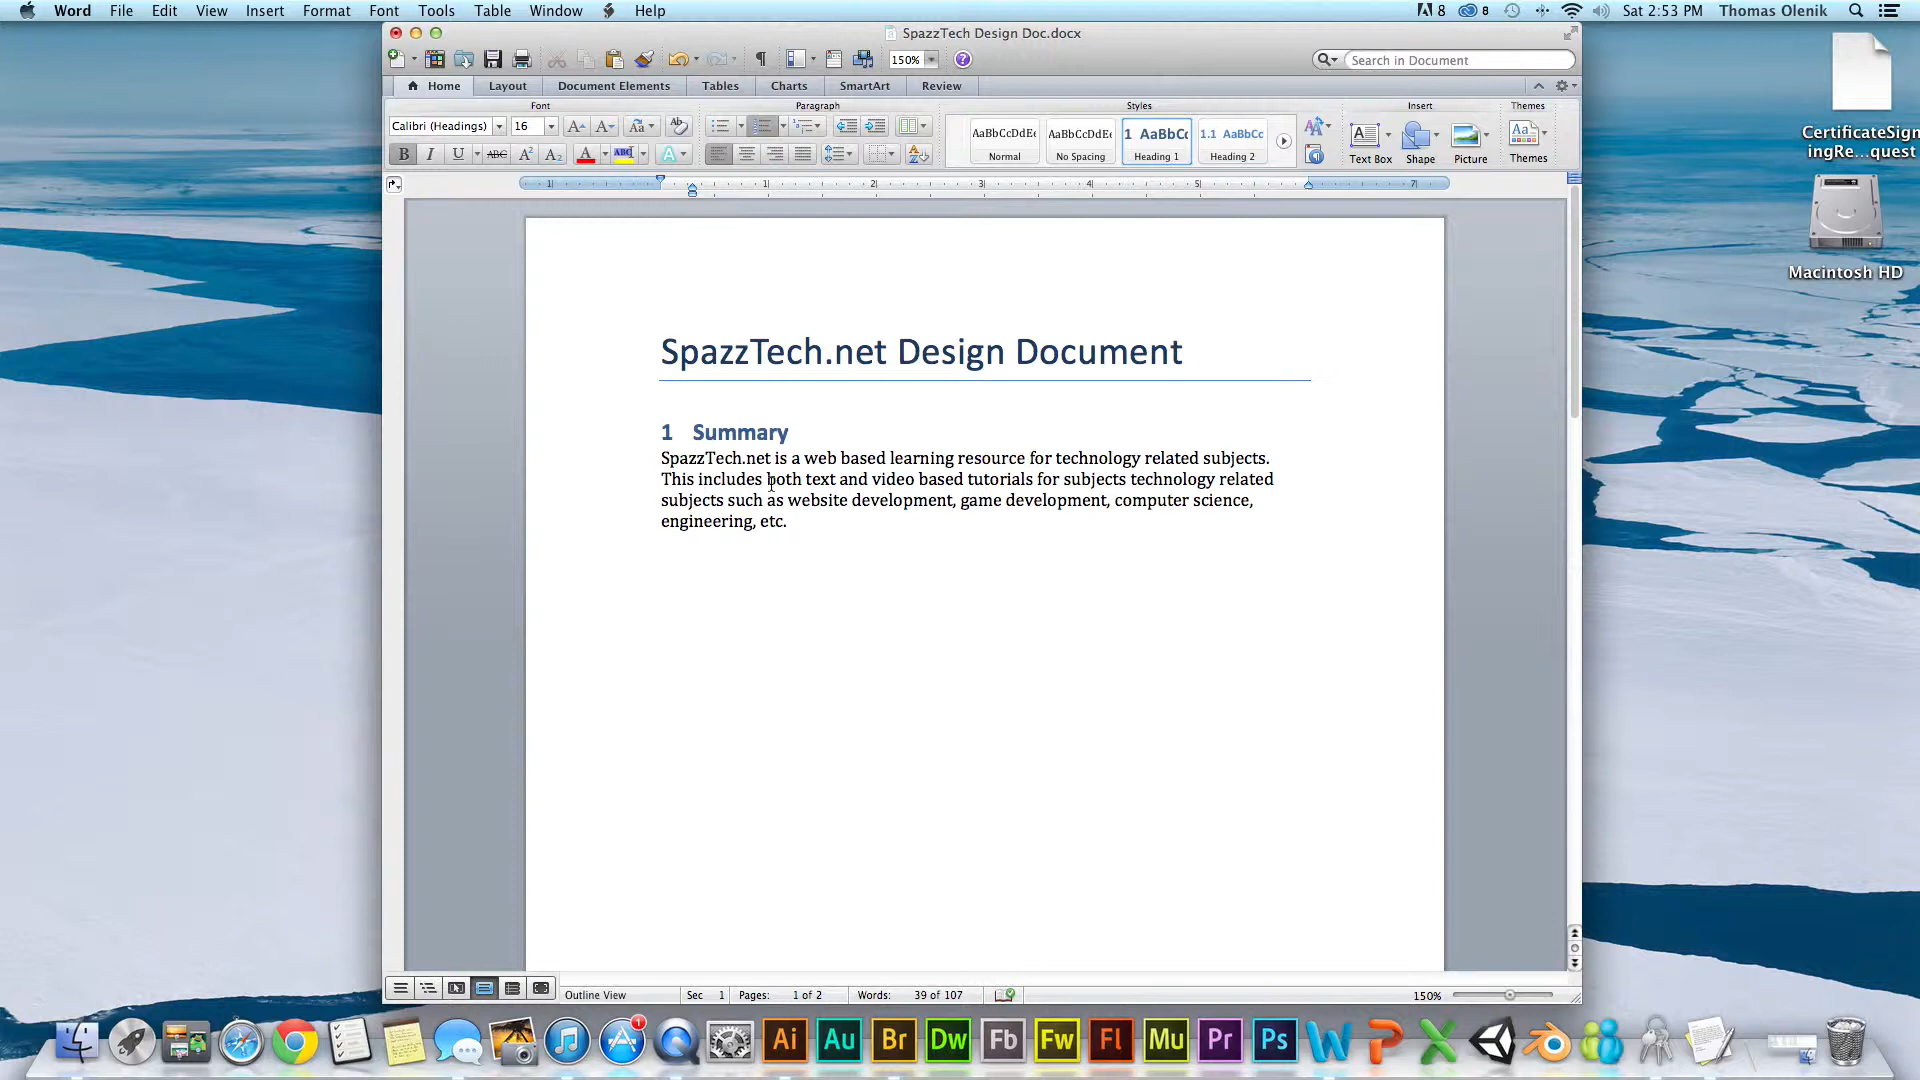 Word File Edit View Insert Format Font Tools Table Window Help 8 8 Sat 2:53 PM Thomas Olenik
SpazzTech Design Doc.docx
150% Search in Document
Home Layout Document Elements Tables Charts SmartArt Review
Font Paragraph Styles Insert Themes
Calibri (Headings) 16
AaBbCcDdEe AaBbCcDdEe 1 AaBbCc 1.1 AaBbCc
Normal No Spacing Heading 1 Heading 2 Text Box Shape Picture Themes
CertificateSign
ingRe...quest
Macintosh HD
SpazzTech.net Design Document
1 Summary
SpazzTech.net is a web based learning resource for technology related subjects.
This includes both text and video based tutorials for subjects technology related
subjects such as website development, game development, computer science,
engineering, etc.
Outline View Sec 1 Pages: 1 of 2 Words: 39 of 107 150%
1
Ai Au Br Dw Fb Fw Fl Mu Pr Ps